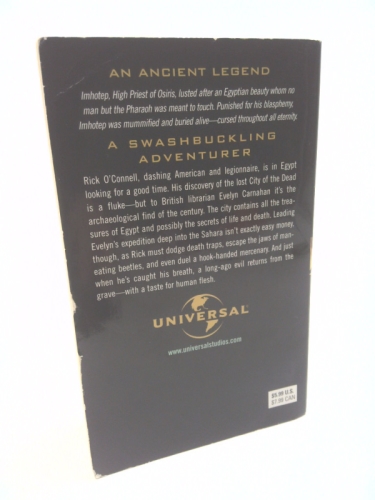 AN ANCIENT LEGEND
Imhotep, High Priest of Osiris, lusted after an Egyptian beauty whom no
man but the Pharaoh was meant to touch. Punished for his blasphemy,
Imhotep was mummified and buried alive—cursed throughout all eternity.
A SWASHBUCKLING
ADVENTURER
Rick O'Connell, dashing American and legionnaire, is in Egypt
looking for a good time. His discovery of the lost City of the Dead
is a fluke—but to British librarian Evelyn Carnahan it's the
archaeological find of the century. The city contains all the trea-
sures of Egypt and possibly the secrets of life and death. Leading
Evelyn's expedition deep into the Sahara isn't exactly easy money,
though, as Rick must dodge death traps, escape the jaws of man-
eating beetles, and even duel a hook-handed mercenary. And just
when he's caught his breath, a long-ago evil returns from the
grave—with a taste for human flesh.
UNIVERSAL
www.universalstudios.com
U.S.
CAN